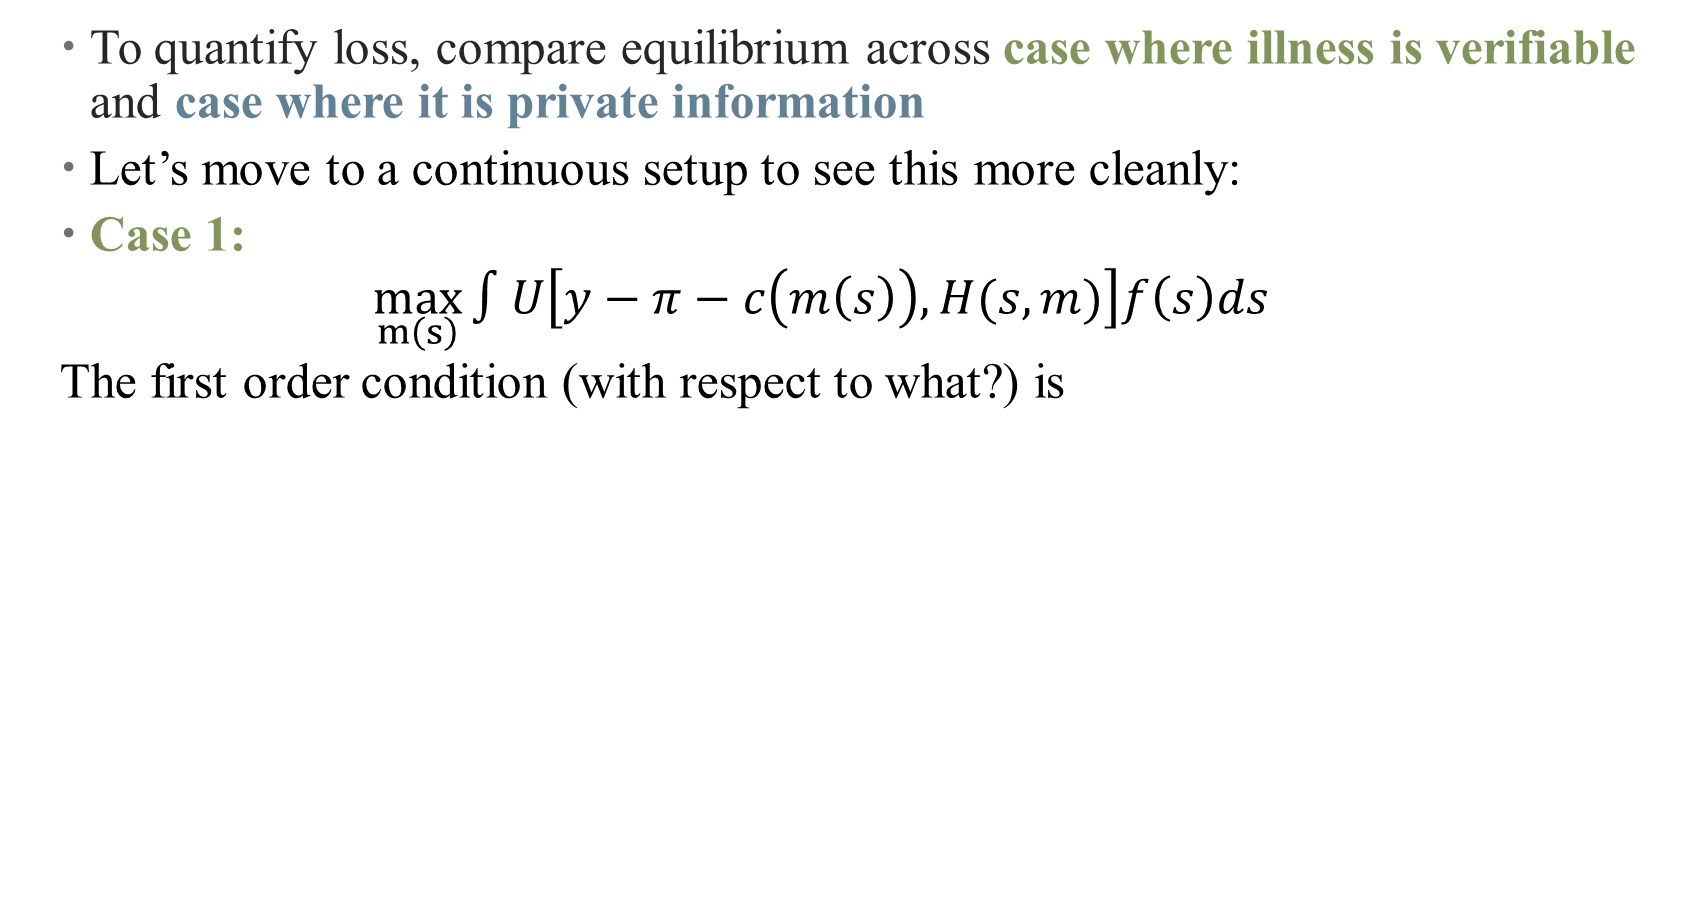 • To quantify loss, compare equilibrium across case where illness is verifiable
and case where it is private information
• Let’s move to a continuous setup to see this more cleanly:
• Case 1:
max ∫ U[y − π − c(m(s)), H(s, m)]f(s)ds
m(s)
The first order condition (with respect to what?) is